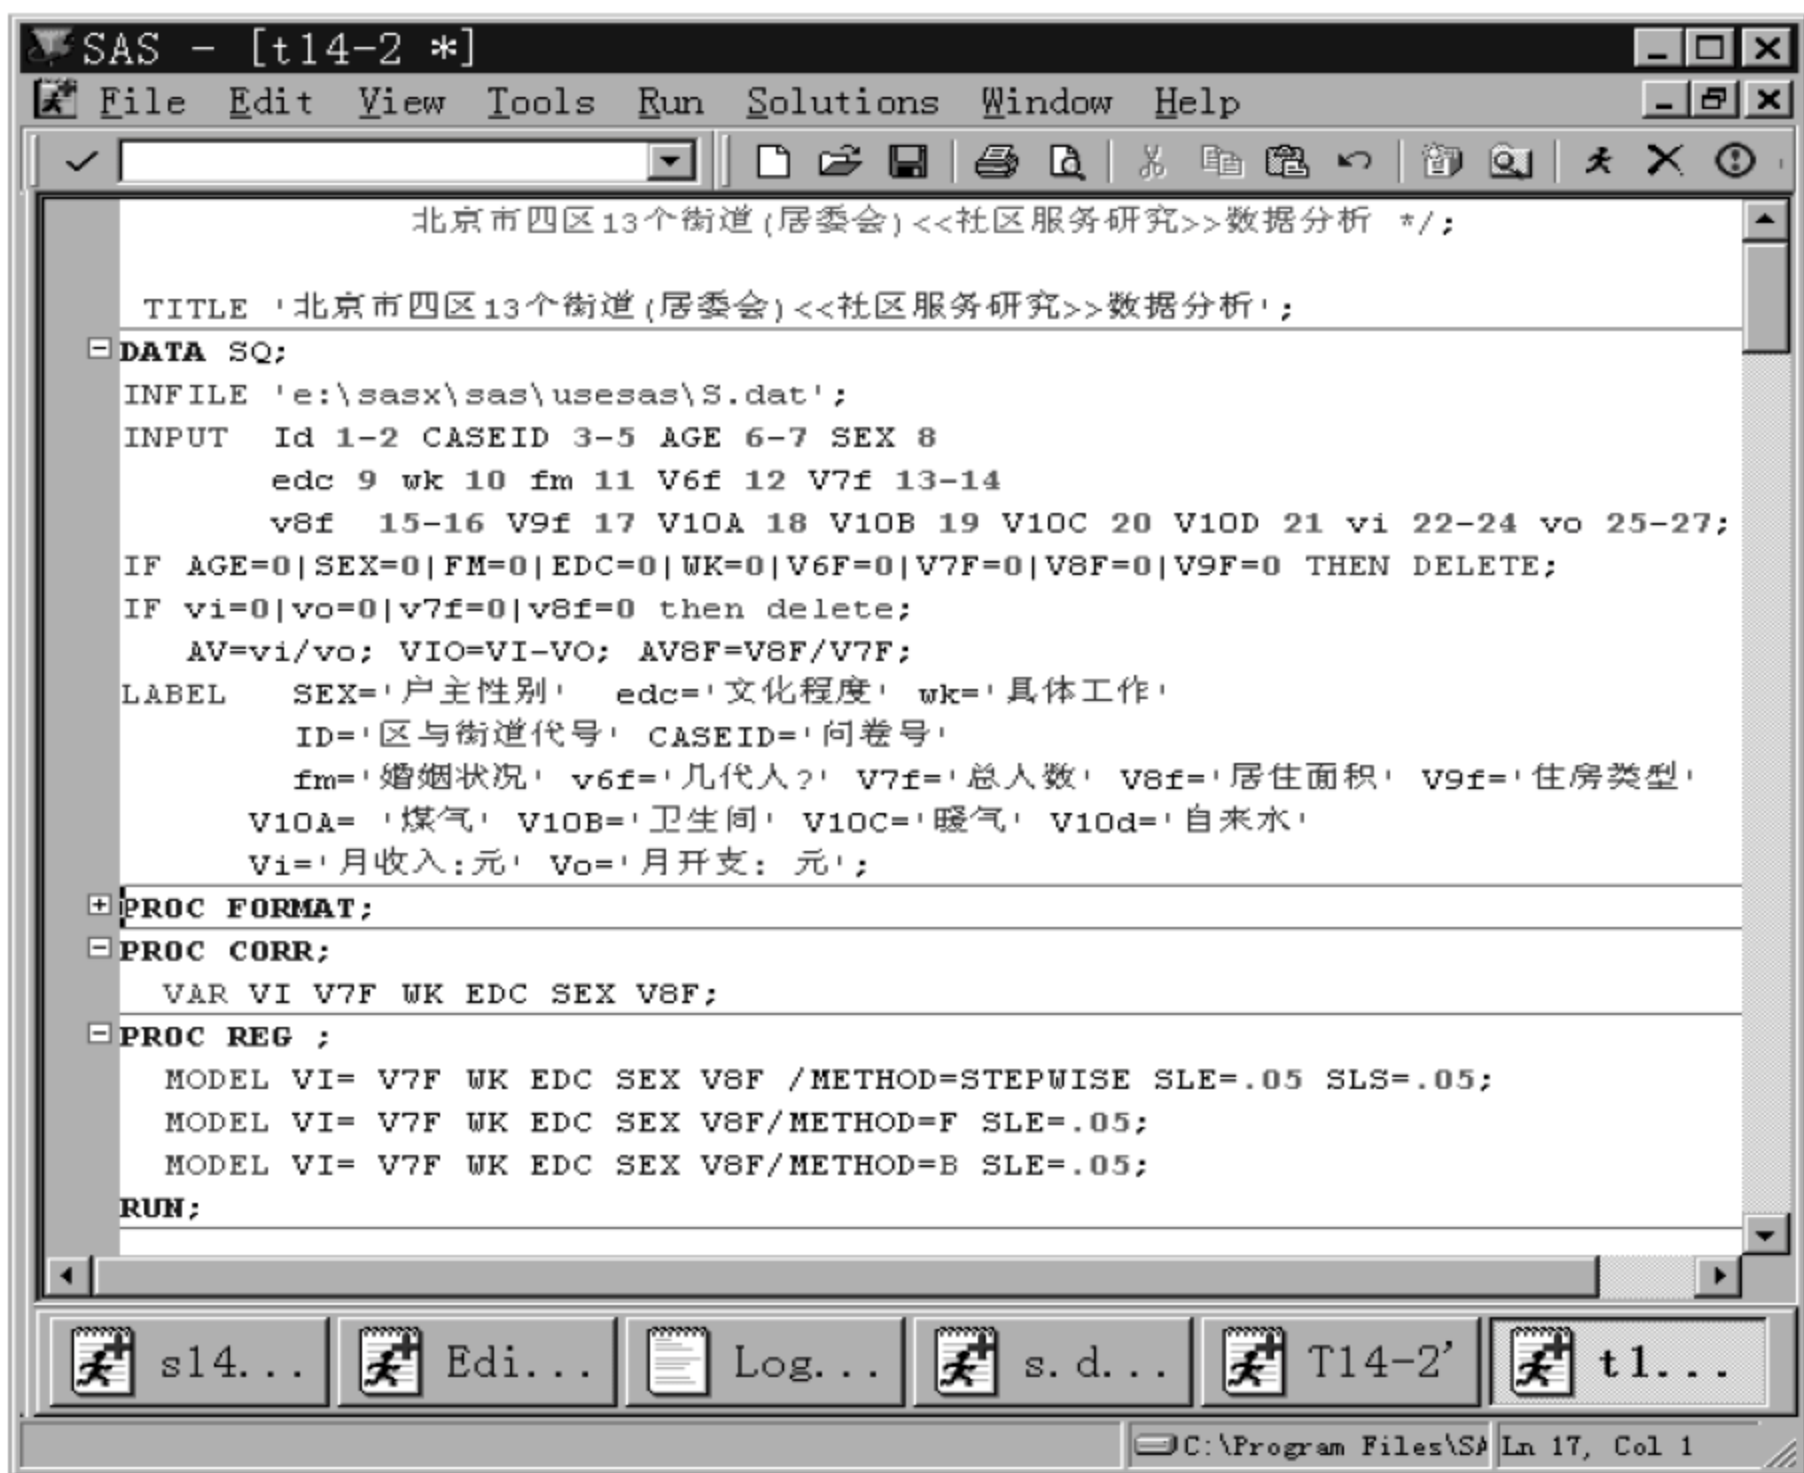 SAS - [t14-2 *]
File Edit View Tools Run Solutions Window Help
北京市四区13个街道(居委会)<<社区服务研究>>数据分析 */;
TITLE '北京市四区13个街道(居委会)<<社区服务研究>>数据分析';
DATA SQ;
INFILE 'e:\sasx\sas\usesas\S.dat';
INPUT Id 1-2 CASEID 3-5 AGE 6-7 SEX 8
edc 9 wk 10 fm 11 V6f 12 V7f 13-14
v8f 15-16 V9f 17 V10A 18 V10B 19 V10C 20 V10D 21 vi 22-24 vo 25-27;
IF AGE=0|SEX=0|FM=0|EDC=0|WK=0|V6F=0|V7F=0|V8F=0|V9F=0 THEN DELETE;
IF vi=0|vo=0|v7f=0|v8f=0 then delete;
AV=vi/vo; VIO=VI-VO; AV8F=V8F/V7F;
LABEL SEX='户主性别' edc='文化程度' wk='具体工作'
ID='区与街道代号' CASEID='问卷号'
fm='婚姻状况' v6f='几代人?' V7f='总人数' V8f='居住面积' V9f='住房类型'
V10A= '煤气' V10B='卫生间' V10C='暖气' V10d='自来水'
Vi='月收入:元' Vo='月开支: 元';
PROC FORMAT;
PROC CORR;
VAR VI V7F WK EDC SEX V8F;
PROC REG ;
MODEL VI= V7F WK EDC SEX V8F /METHOD=STEPWISE SLE=.05 SLS=.05;
MODEL VI= V7F WK EDC SEX V8F/METHOD=F SLE=.05;
MODEL VI= V7F WK EDC SEX V8F/METHOD=B SLE=.05;
RUN;
s14... Edi... Log... s.d... T14-2' t1...
C:\Program Files\SA Ln 17, Col 1